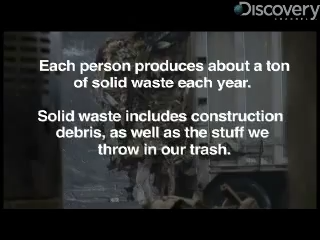 Discovery
CHANNEL
Each person produces about a ton
of solid waste each year.
Solid waste includes construction
debris, as well as the stuff we
throw in our trash.